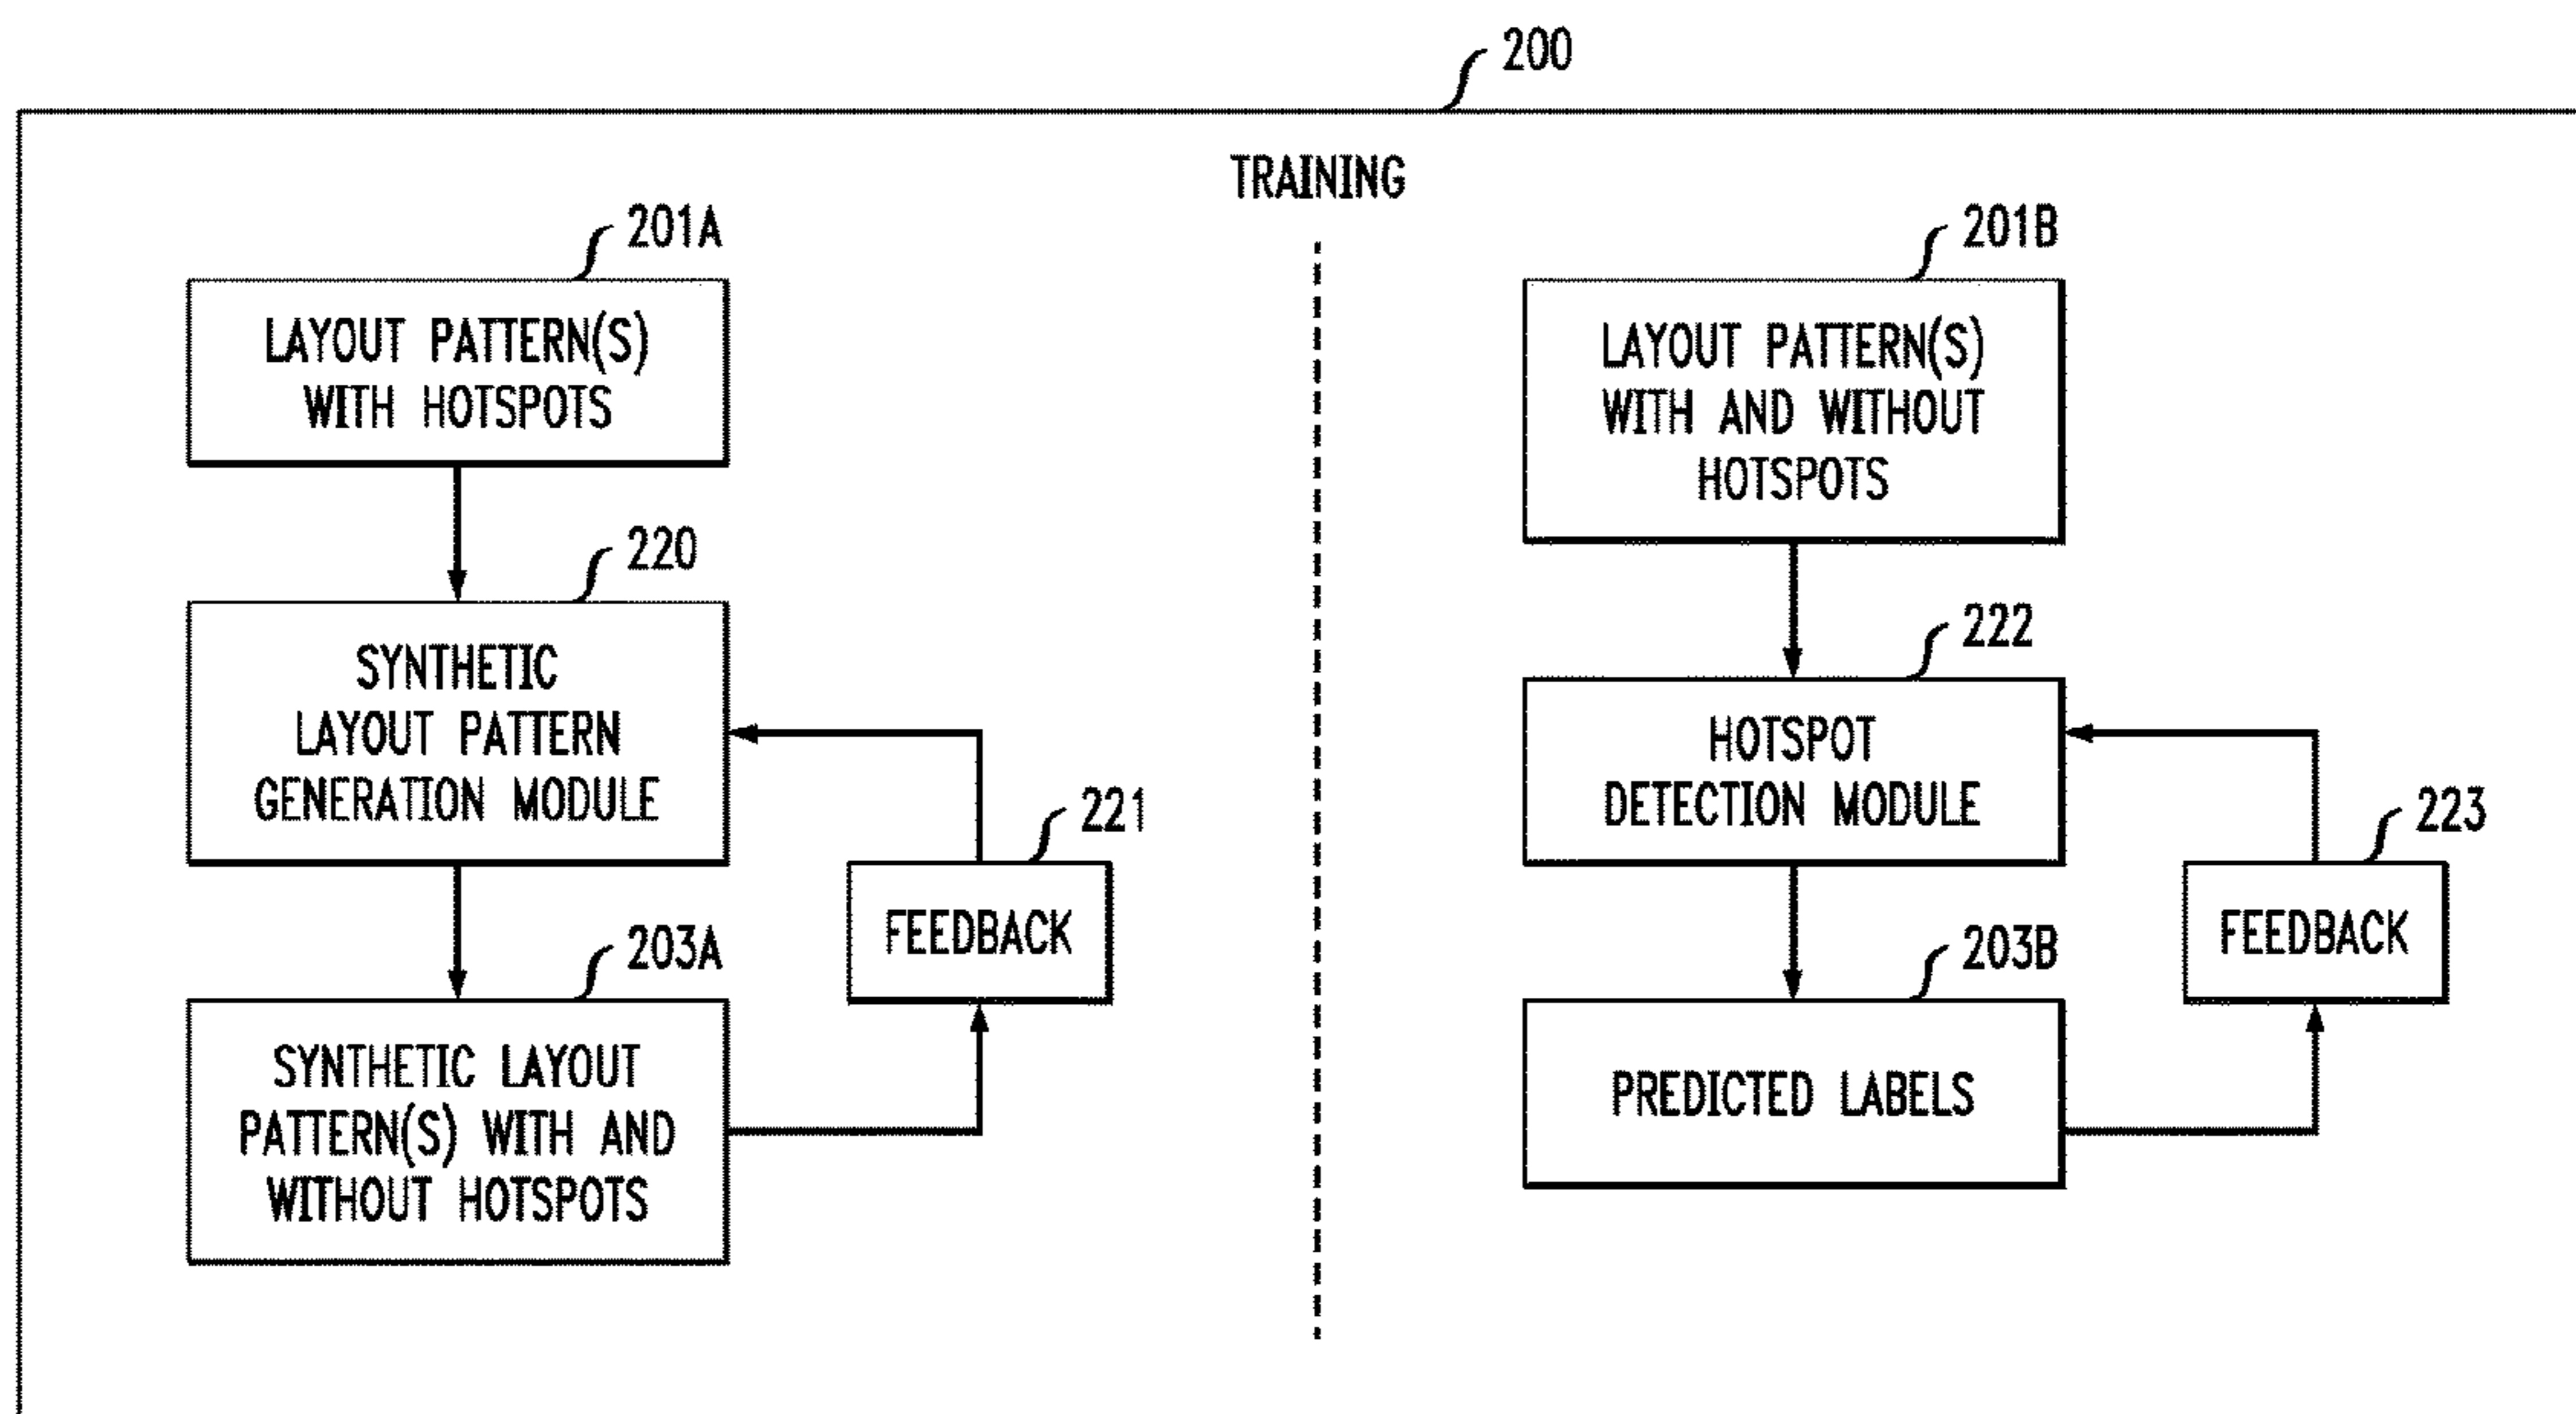 200
TRAINING
201A
LAYOUT PATTERN(S)
WITH HOTSPOTS
220
SYNTHETIC
LAYOUT PATTERN
GENERATION MODULE
221
FEEDBACK
203A
SYNTHETIC LAYOUT
PATTERN(S) WITH AND
WITHOUT HOTSPOTS
201B
LAYOUT PATTERN(S)
WITH AND WITHOUT
HOTSPOTS
222
HOTSPOT
DETECTION MODULE
223
FEEDBACK
203B
PREDICTED LABELS